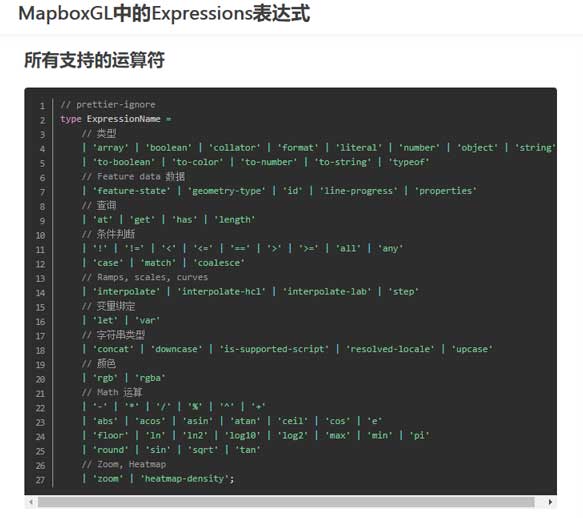 MapboxGL中的Expressions表达式
所有支持的运算符
1 // prettier-ignore
2 type ExpressionName =
3 // 类型
4 | 'array' | 'boolean' | 'collator' | 'format' | 'literal' | 'number' | 'object' | 'string'
5 | 'to-boolean' | 'to-color' | 'to-number' | 'to-string' | 'typeof'
6 // Feature data 数据
7 | 'feature-state' | 'geometry-type' | 'id' | 'line-progress' | 'properties'
8 // 查询
9 | 'at' | 'get' | 'has' | 'length'
10 // 条件判断
11 | '!' | '!=' | '<' | '<=' | '==' | '>' | '>=' | 'all' | 'any'
12 | 'case' | 'match' | 'coalesce'
13 // Ramps, scales, curves
14 | 'interpolate' | 'interpolate-hcl' | 'interpolate-lab' | 'step'
15 // 变量绑定
16 | 'let' | 'var'
17 // 字符串类型
18 | 'concat' | 'downcase' | 'is-supported-script' | 'resolved-locale' | 'upcase'
19 // 颜色
20 | 'rgb' | 'rgba'
21 // Math 运算
22 | '-' | '*' | '/' | '%' | '^' | '+'
23 | 'abs' | 'acos' | 'asin' | 'atan' | 'ceil' | 'cos' | 'e'
24 | 'floor' | 'ln' | 'ln2' | 'log10' | 'log2' | 'max' | 'min' | 'pi'
25 | 'round' | 'sin' | 'sqrt' | 'tan'
26 // Zoom, Heatmap
27 | 'zoom' | 'heatmap-density';